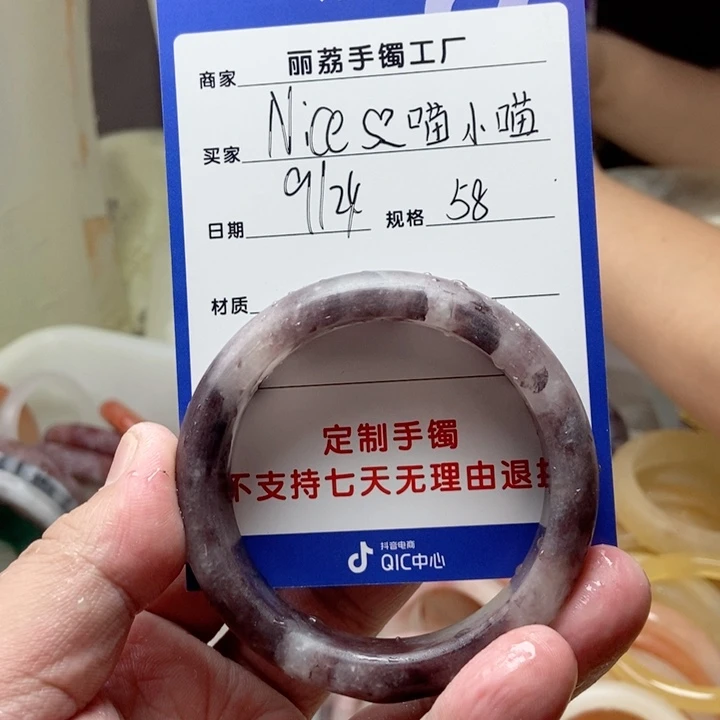 商家 丽荔手镯工厂
买家 Nice♡喵小喵
日期 9/24 规格 58
材质
定制手镯
不支持七天无理由退
抖音电商
QIC中心